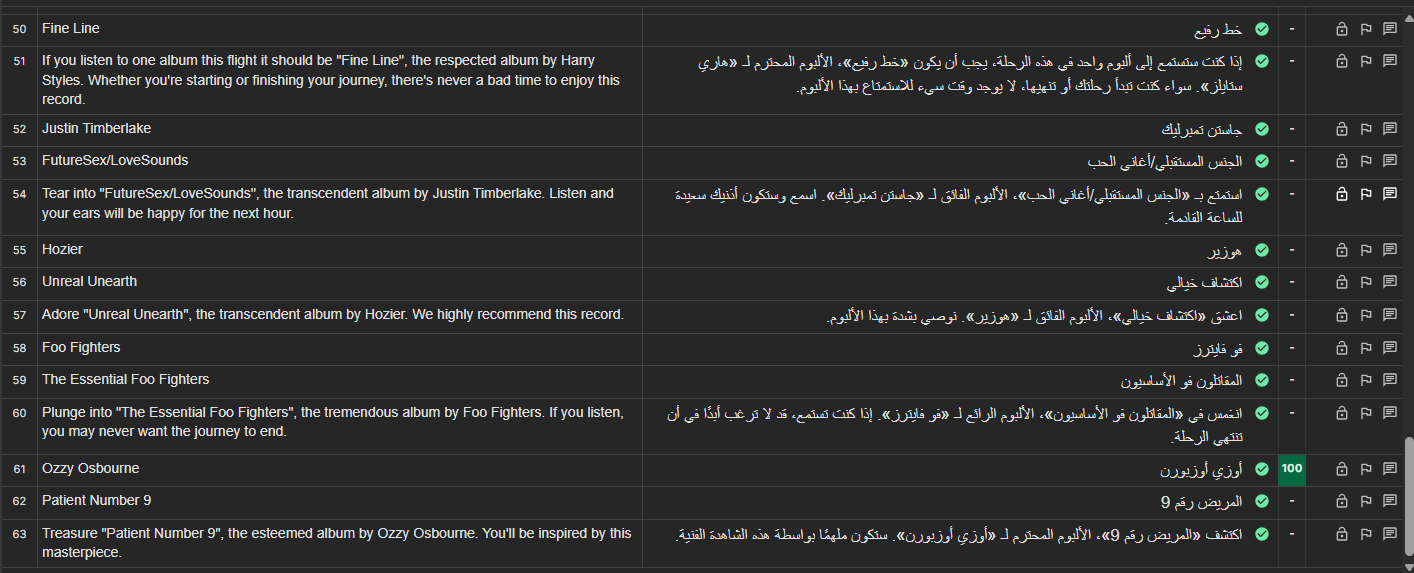 50 Fine Line خط رفيع -
51 If you listen to one album this flight it should be "Fine Line", the respected album by Harry إذا كنت ستستمع إلى ألبوم واحد في هذه الرحلة، يجب أن يكون «خط رفيع»، الألبوم المحترم لـ «هاري -
Styles. Whether you're starting or finishing your journey, there's never a bad time to enjoy this ستايلز». سواء كنت تبدأ رحلتك أو تنهيها، لا يوجد وقت سيء للاستمتاع بهذا الألبوم.
record.
52 Justin Timberlake جاستن تمبرليك -
53 FutureSex/LoveSounds الجنس المستقبلي/أغاني الحب -
54 Tear into "FutureSex/LoveSounds", the transcendent album by Justin Timberlake. Listen and استمتع بـ «الجنس المستقبلي/أغاني الحب»، الألبوم الفائق لـ «جاستن تمبرليك». اسمع وستكون أذنيك سعيدة -
your ears will be happy for the next hour. للساعة القادمة.
55 Hozier هوزير -
56 Unreal Unearth اكتشاف خيالي -
57 Adore "Unreal Unearth", the transcendent album by Hozier. We highly recommend this record. اعشق «اكتشاف خيالي»، الألبوم الفائق لـ «هوزير». نوصي بشدة بهذا الألبوم. -
58 Foo Fighters فو فايترز -
59 The Essential Foo Fighters المقاتلون فو الأساسيون -
60 Plunge into "The Essential Foo Fighters", the tremendous album by Foo Fighters. If you listen, انغمس في «المقاتلون فو الأساسيون»، الألبوم الرائع لـ «فو فايترز». إذا كنت تستمع، قد لا ترغب أبدًا في أن -
you may never want the journey to end. تنتهي الرحلة.
61 Ozzy Osbourne أوزي أوزبورن 100
62 Patient Number 9 المريض رقم 9 -
63 Treasure "Patient Number 9", the esteemed album by Ozzy Osbourne. You'll be inspired by this اكتشف «المريض رقم 9»، الألبوم المحترم لـ «أوزي أوزبورن». ستكون ملهمًا بواسطة هذه الشاهدة الفنية. -
masterpiece.